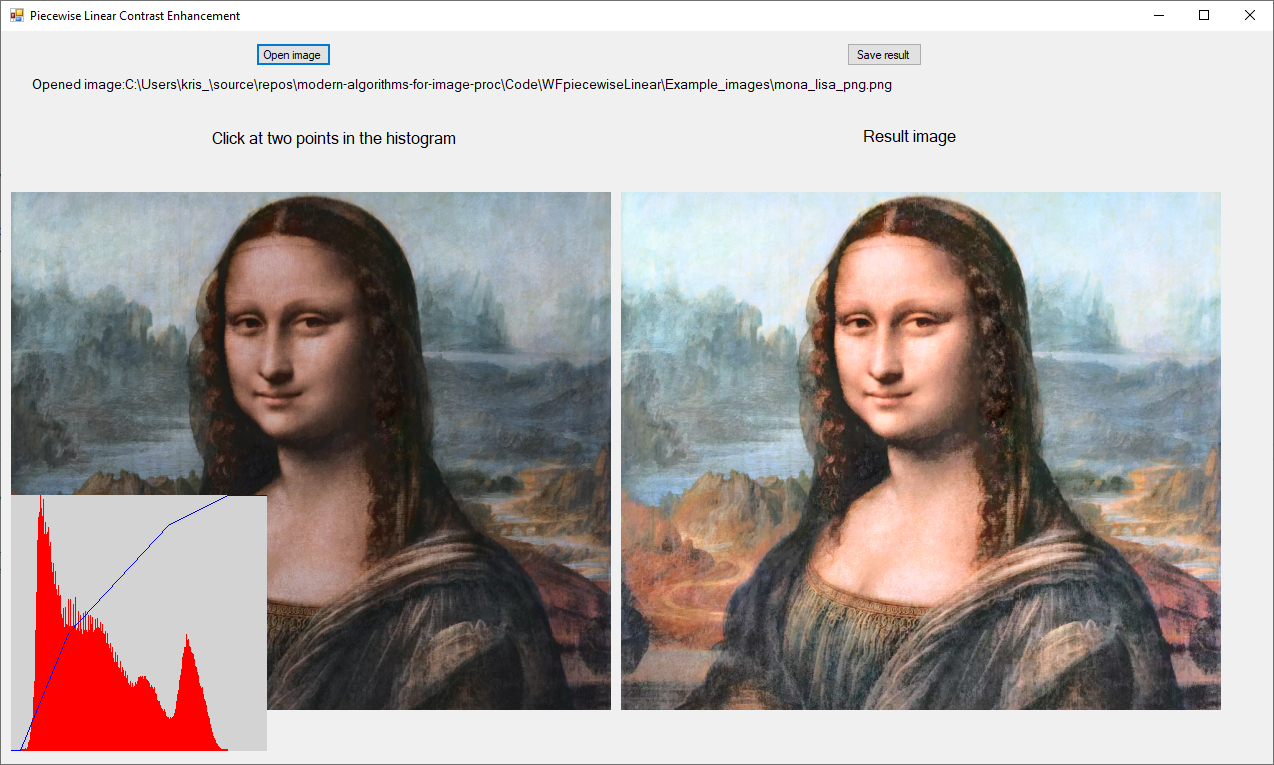 Piecewise Linear Contrast Enhancement
Open image
Save result
Opened image:C:\Users\kris_\source\repos\modern-algorithms-for-image-proc\Code\WFpiecewiseLinear\Example_images\mona_lisa_png.png
Click at two points in the histogram
Result image